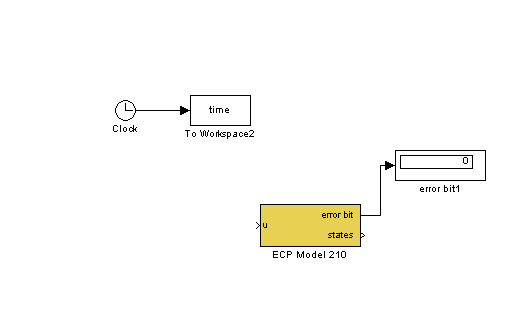 time
Clock
To Workspace2
0
error bit1
error bit
u
states
ECP Model 210